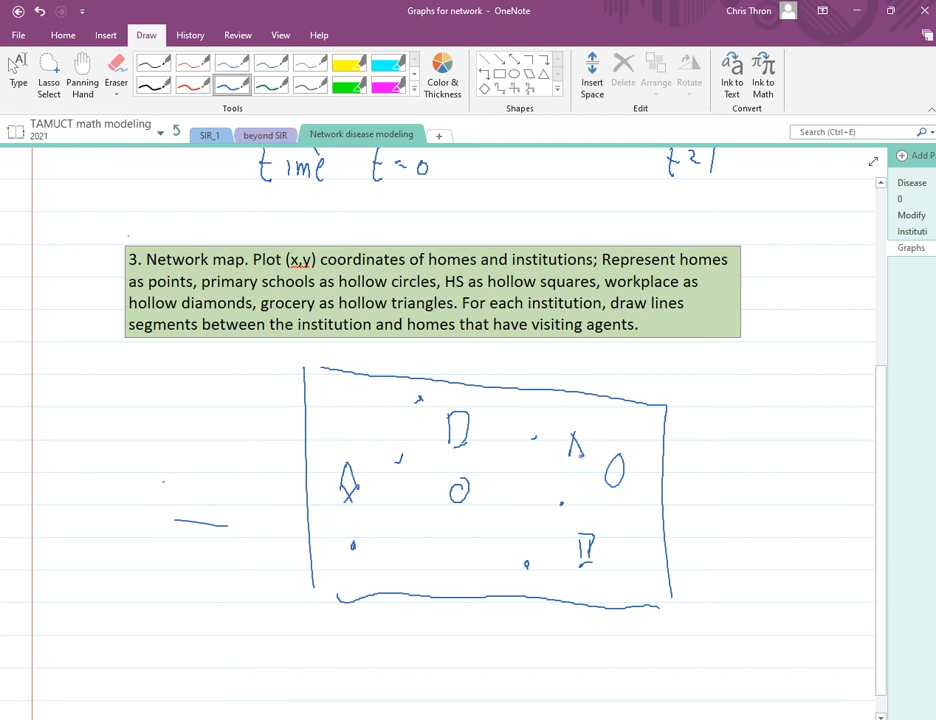 Graphs for network - OneNote
Chris Thron
File Home Insert Draw History Review View Help
Type
Lasso Select
Panning Hand
Eraser
Color & Thickness
Insert Space
Delete
Arrange
Rotate
Ink to Text
Ink to Math
Tools
Shapes
Edit
Convert
TAMUCT math modeling 2021
SIR_1
beyond SIR
Network disease modeling
Search (Ctrl+E)
Add P
Disease
0
Modify
Instituti
Graphs
time t=0
3. Network map. Plot (x,y) coordinates of homes and institutions; Represent homes
as points, primary schools as hollow circles, HS as hollow squares, workplace as
hollow diamonds, grocery as hollow triangles. For each institution, draw lines
segments between the institution and homes that have visiting agents.